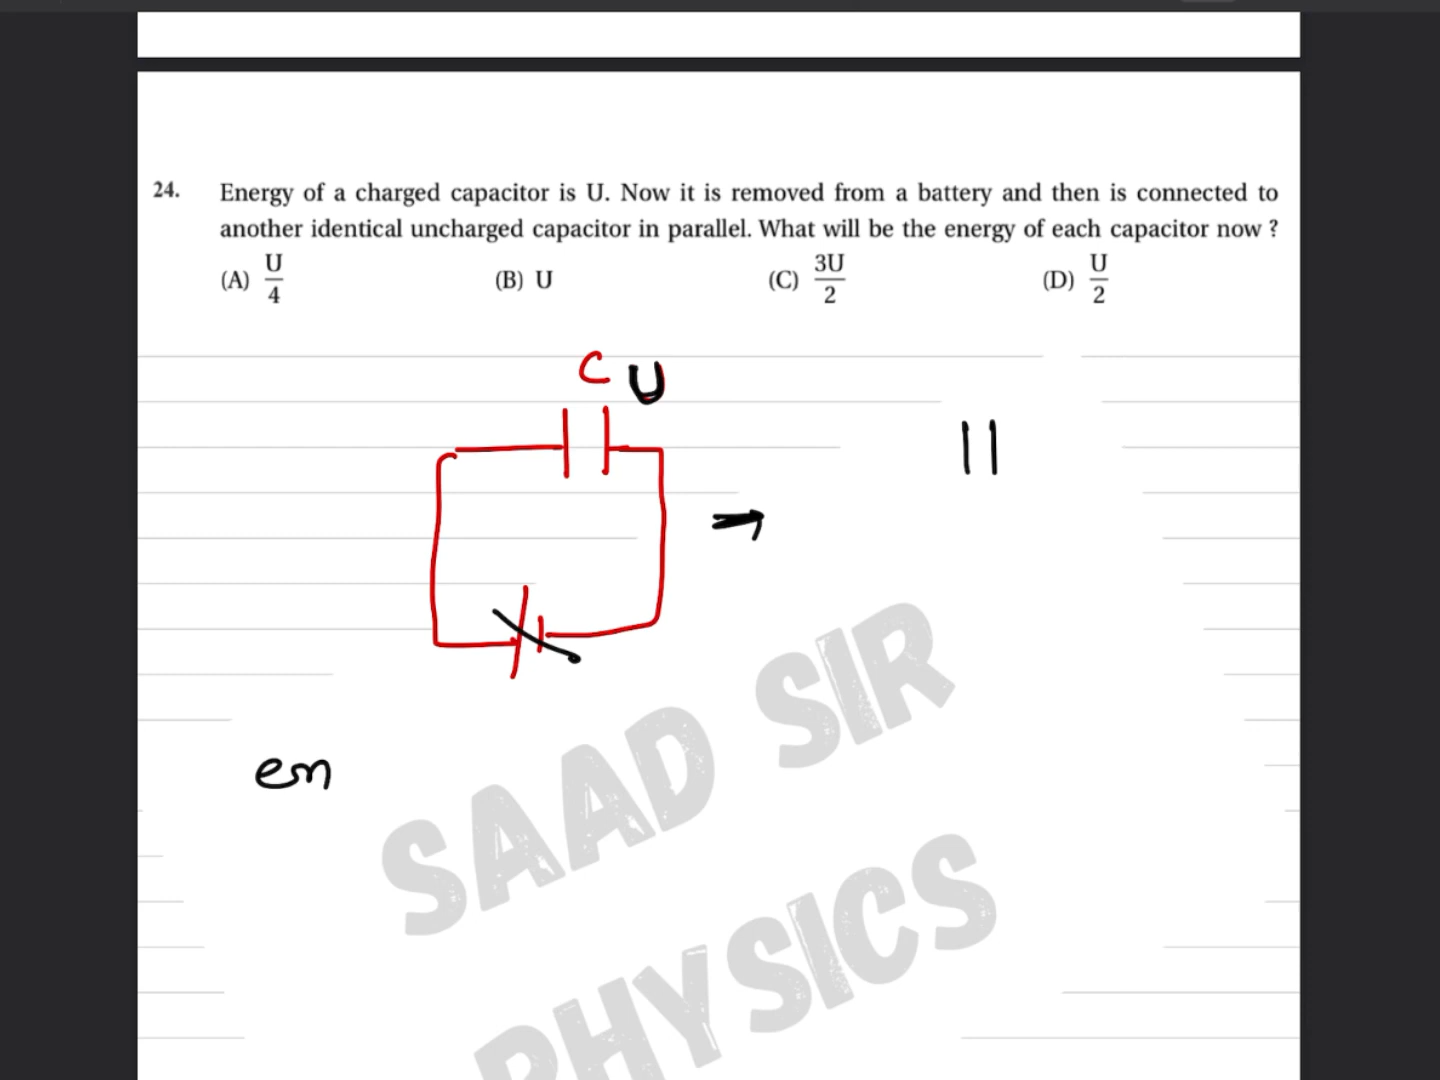 24. Energy of a charged capacitor is U. Now it is removed from a battery and then is connected to
another identical uncharged capacitor in parallel. What will be the energy of each capacitor now ?
(A) U/4 (B) U (C) 3U/2 (D) U/2
C U
en
SAAD SIR
PHYSICS